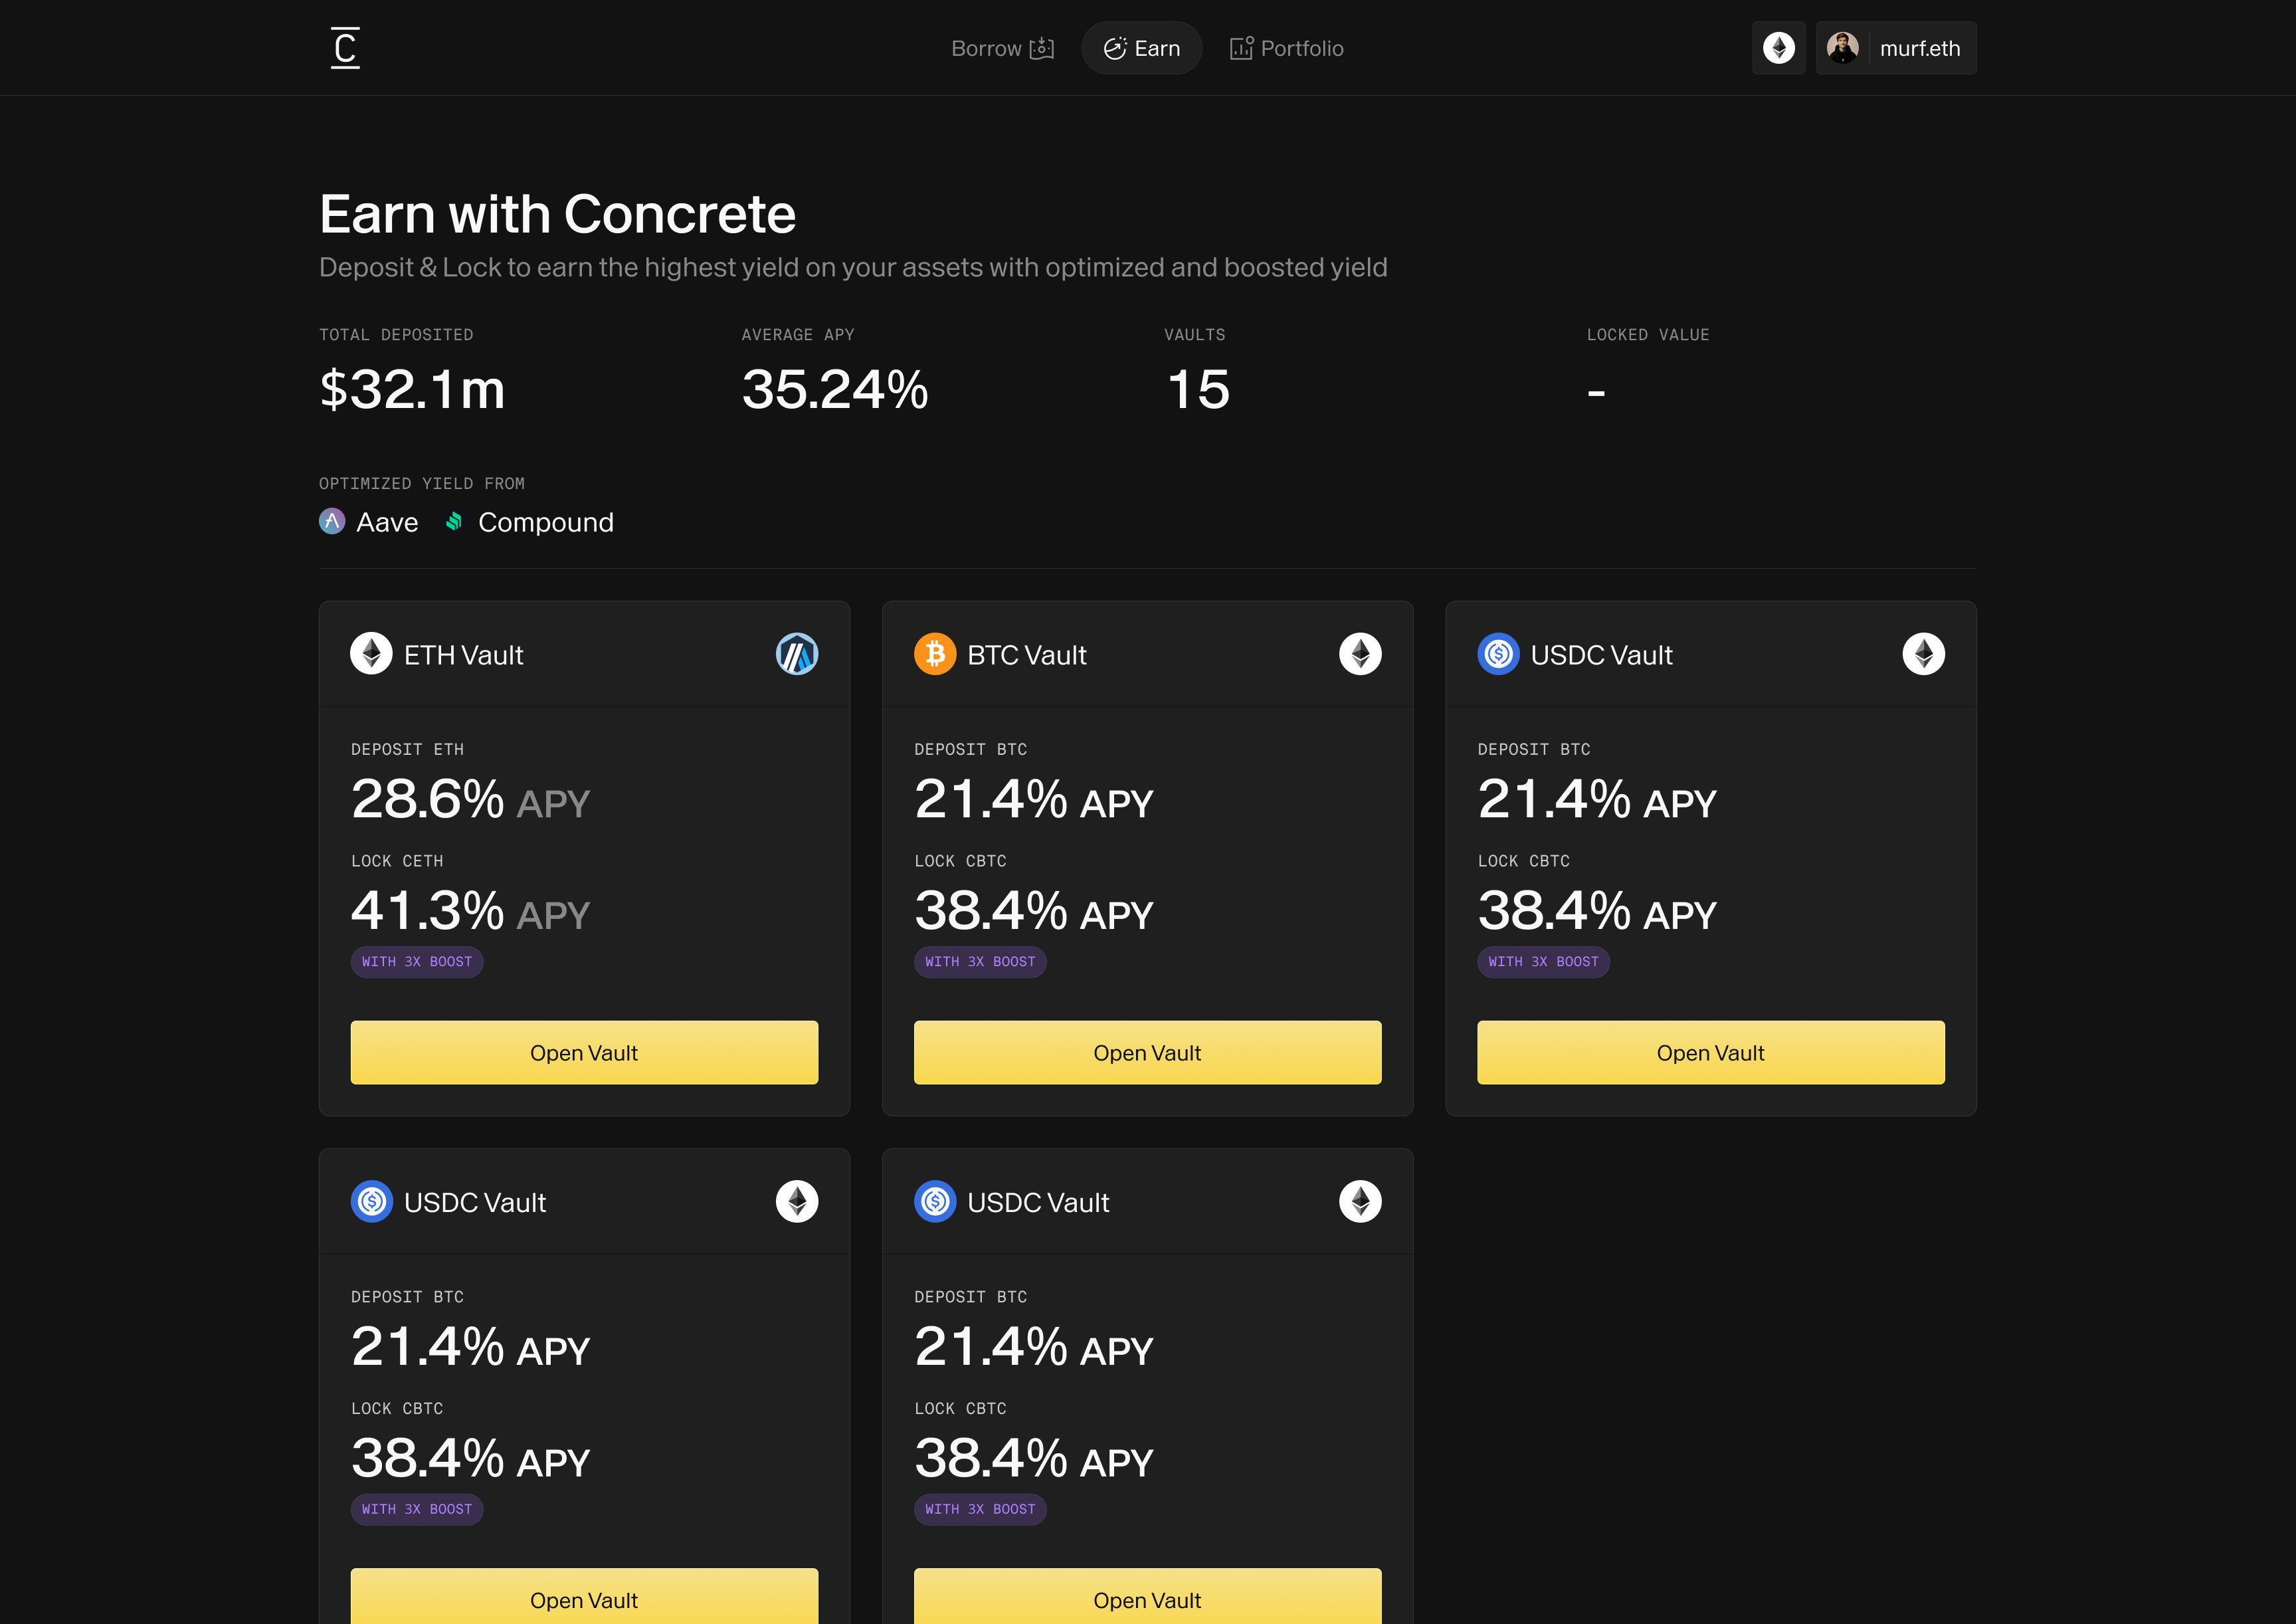 C
Borrow Earn Portfolio murf.eth
Earn with Concrete
Deposit & Lock to earn the highest yield on your assets with optimized and boosted yield
TOTAL DEPOSITED AVERAGE APY VAULTS LOCKED VALUE
$32.1m 35.24% 15 -
OPTIMIZED YIELD FROM
Aave Compound
ETH Vault
DEPOSIT ETH
28.6% APY
LOCK CETH
41.3% APY
WITH 3X BOOST
Open Vault
BTC Vault
DEPOSIT BTC
21.4% APY
LOCK CBTC
38.4% APY
WITH 3X BOOST
Open Vault
USDC Vault
DEPOSIT BTC
21.4% APY
LOCK CBTC
38.4% APY
WITH 3X BOOST
Open Vault
USDC Vault
DEPOSIT BTC
21.4% APY
LOCK CBTC
38.4% APY
WITH 3X BOOST
Open Vault
USDC Vault
DEPOSIT BTC
21.4% APY
LOCK CBTC
38.4% APY
WITH 3X BOOST
Open Vault